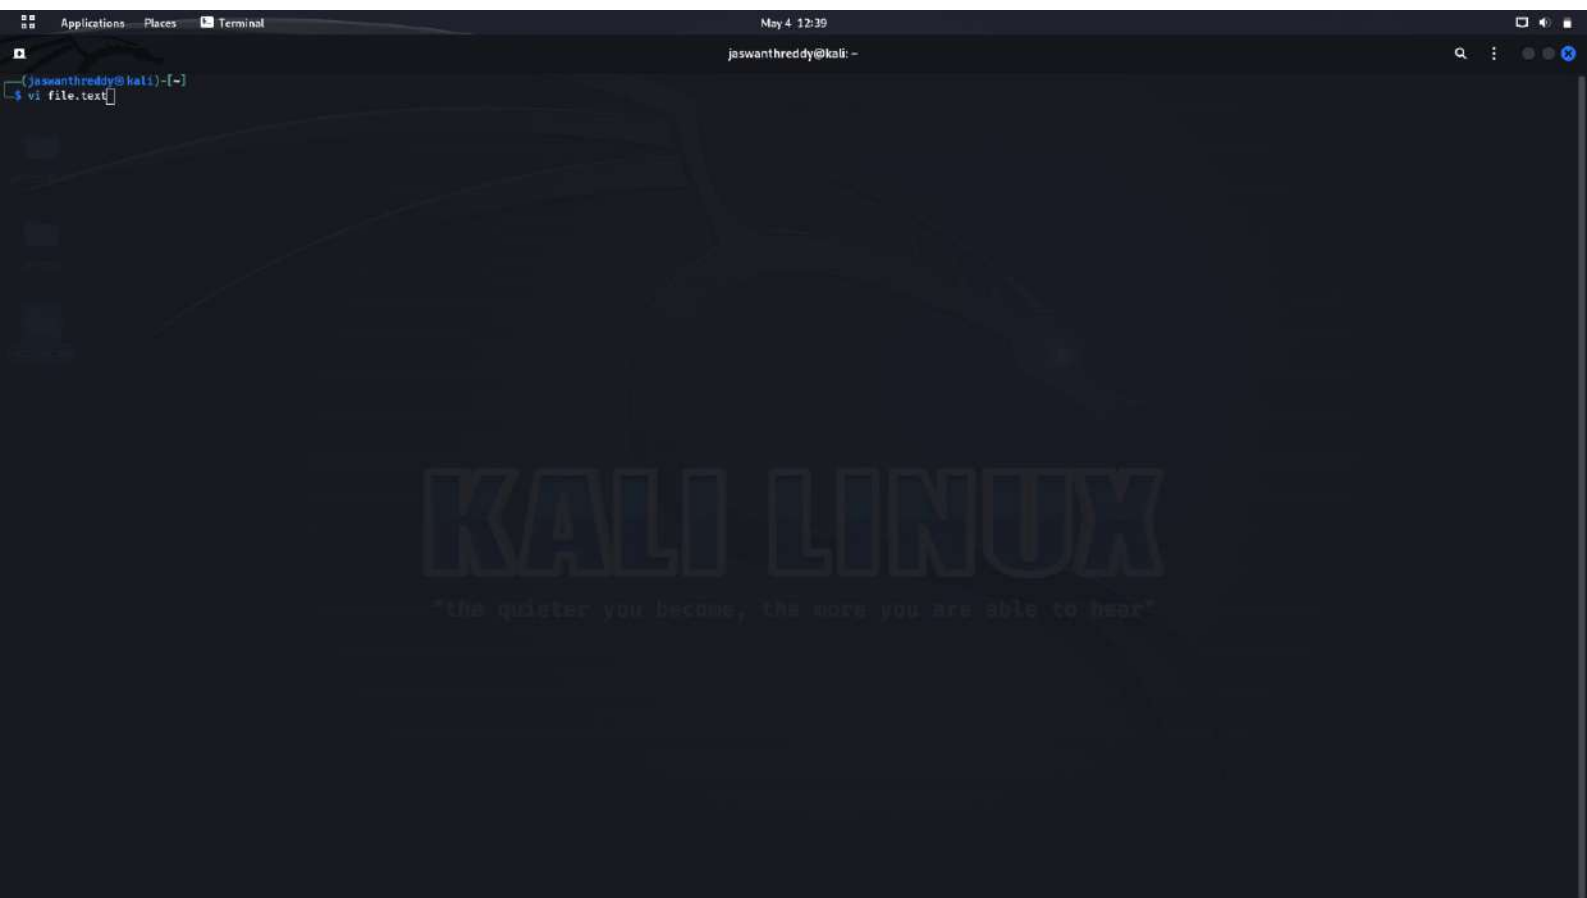 Applications Places Terminal May 4 12:39
jaswanthreddy@kali: ~
(jaswanthreddy㉿kali)-[~]
$ vi file.text
KALI LINUX
"the quieter you become, the more you are able to hear"